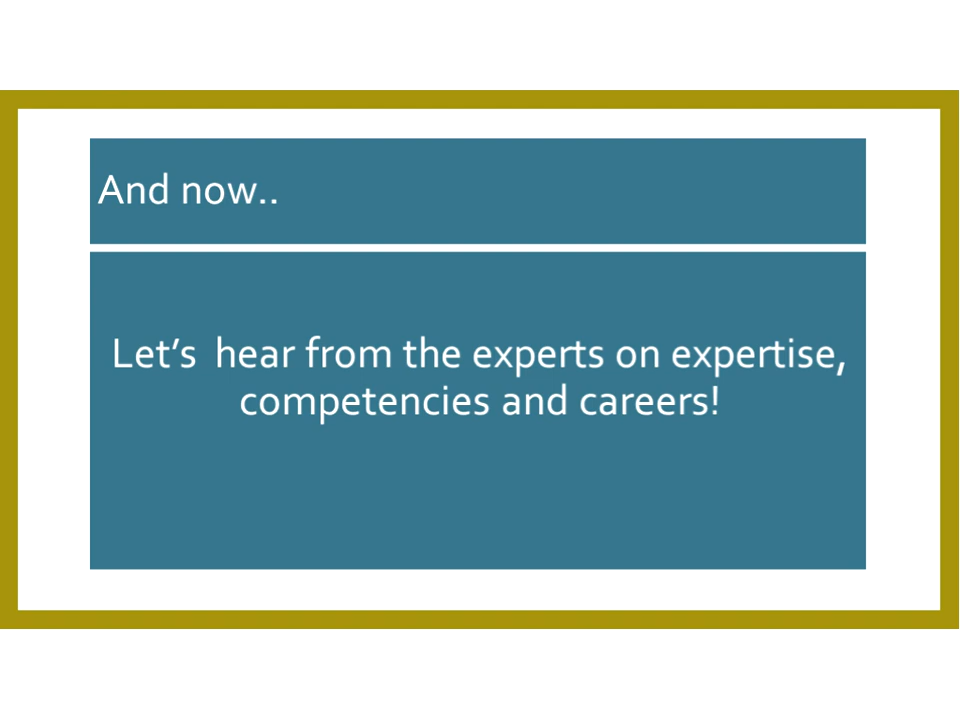 And now..
Let’s  hear from the experts on expertise,
competencies and careers!